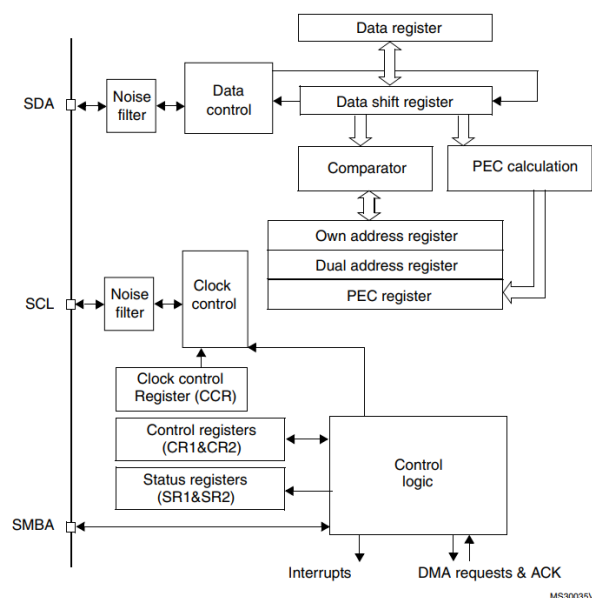 Data register
SDA
Noise
filter
Data
control
Data shift register
Comparator
PEC calculation
Own address register
Dual address register
PEC register
SCL
Noise
filter
Clock
control
Clock control
Register (CCR)
Control registers
(CR1&CR2)
Status registers
(SR1&SR2)
Control
logic
SMBA
Interrupts
DMA requests & ACK